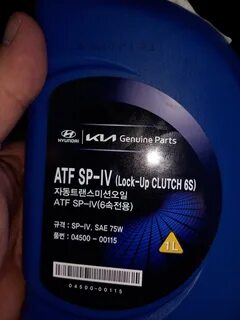 HYUNDAI KIA Genuine Parts
ATF SP-IV (Lock-Up CLUTCH 6S)
자동트랜스미션오일
ATF SP-IV(6속전용)
규격 : SP-IV, SAE 75W
품번 : 04500 - 00115
1L
04500-00115